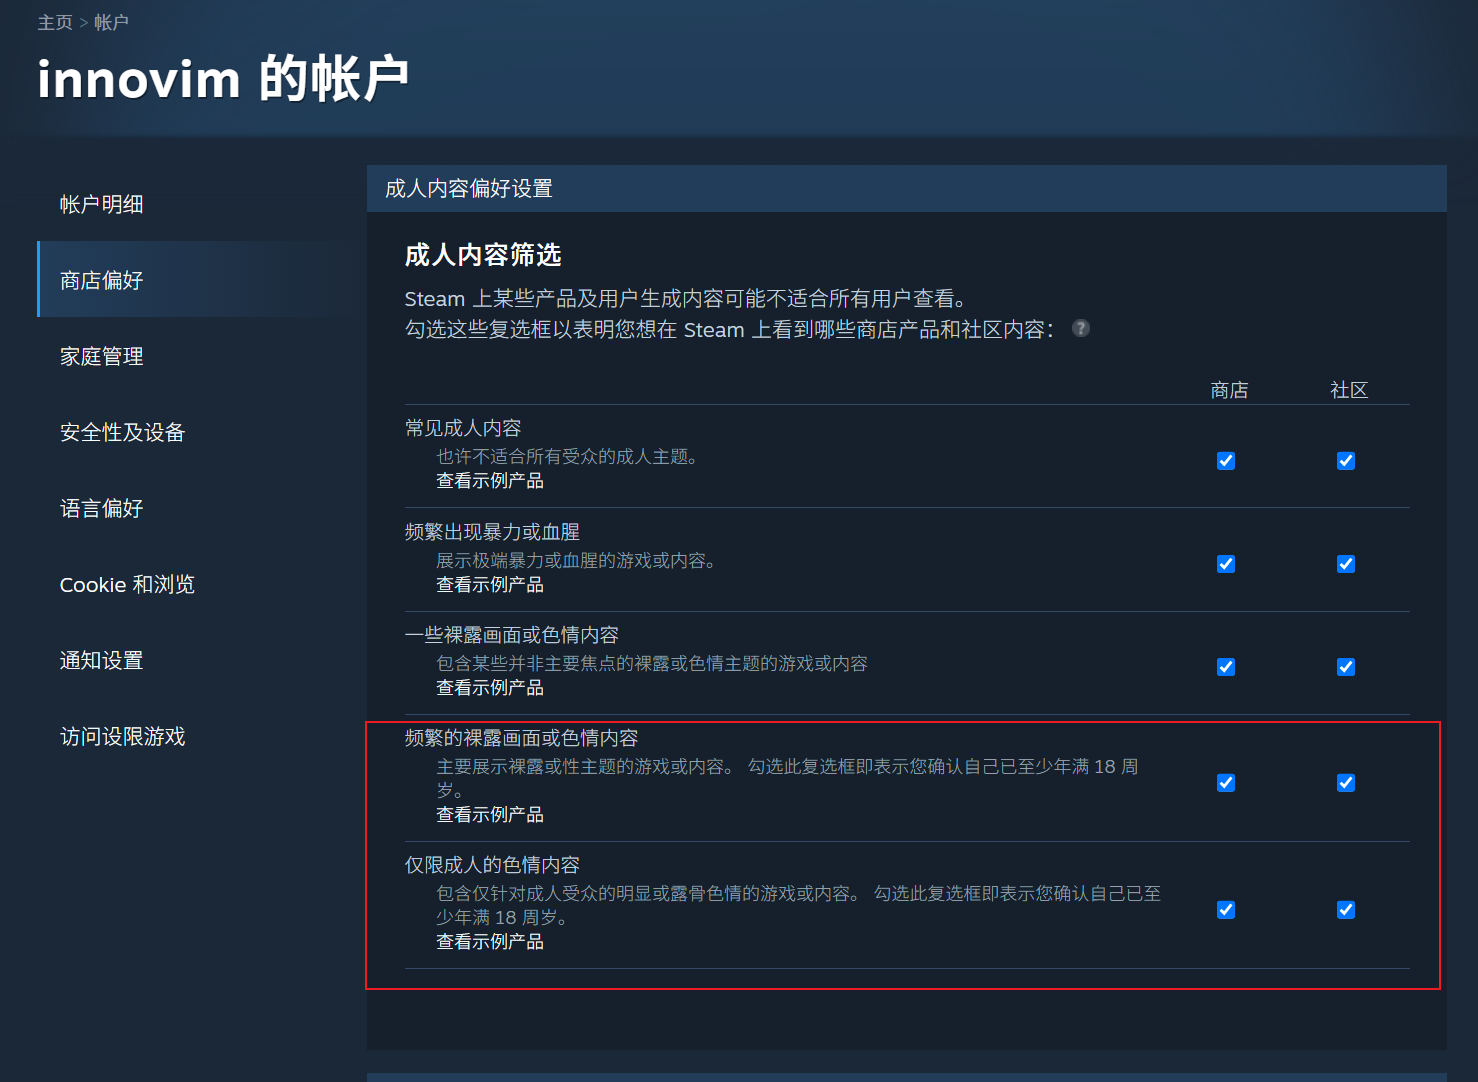 主页 > 帐户
innovim 的帐户
帐户明细
商店偏好
家庭管理
安全性及设备
语言偏好
Cookie 和浏览
通知设置
访问设限游戏
成人内容偏好设置
成人内容筛选
Steam 上某些产品及用户生成内容可能不适合所有用户查看。
勾选这些复选框以表明您想在 Steam 上看到哪些商店产品和社区内容： ?
商店 社区
常见成人内容
也许不适合所有受众的成人主题。
查看示例产品
频繁出现暴力或血腥
展示极端暴力或血腥的游戏或内容。
查看示例产品
一些裸露画面或色情内容
包含某些并非主要焦点的裸露或色情主题的游戏或内容
查看示例产品
频繁的裸露画面或色情内容
主要展示裸露或性主题的游戏或内容。 勾选此复选框即表示您确认自己已至少年满 18 周
岁。
查看示例产品
仅限成人的色情内容
包含仅针对成人受众的明显或露骨色情的游戏或内容。 勾选此复选框即表示您确认自己已至
少年满 18 周岁。
查看示例产品